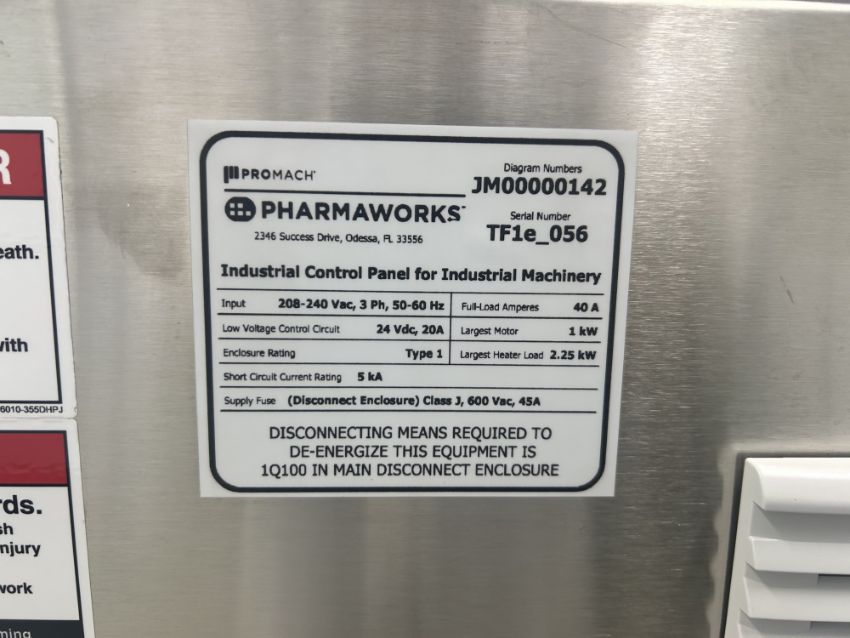 R
eath.
with
6010-355DHPJ
rds.
sh
njury
work
ming
PROMACH
PHARMAWORKS
2346 Success Drive, Odessa, FL 33556
Diagram Numbers
JM00000142
Serial Number
TF1e_056
Industrial Control Panel for Industrial Machinery
Input 208-240 Vac, 3 Ph, 50-60 Hz Full-Load Amperes 40 A
Low Voltage Control Circuit 24 Vdc, 20A Largest Motor 1 kW
Enclosure Rating Type 1 Largest Heater Load 2.25 kW
Short Circuit Current Rating 5 kA
Supply Fuse (Disconnect Enclosure) Class J, 600 Vac, 45A
DISCONNECTING MEANS REQUIRED TO
DE-ENERGIZE THIS EQUIPMENT IS
1Q100 IN MAIN DISCONNECT ENCLOSURE